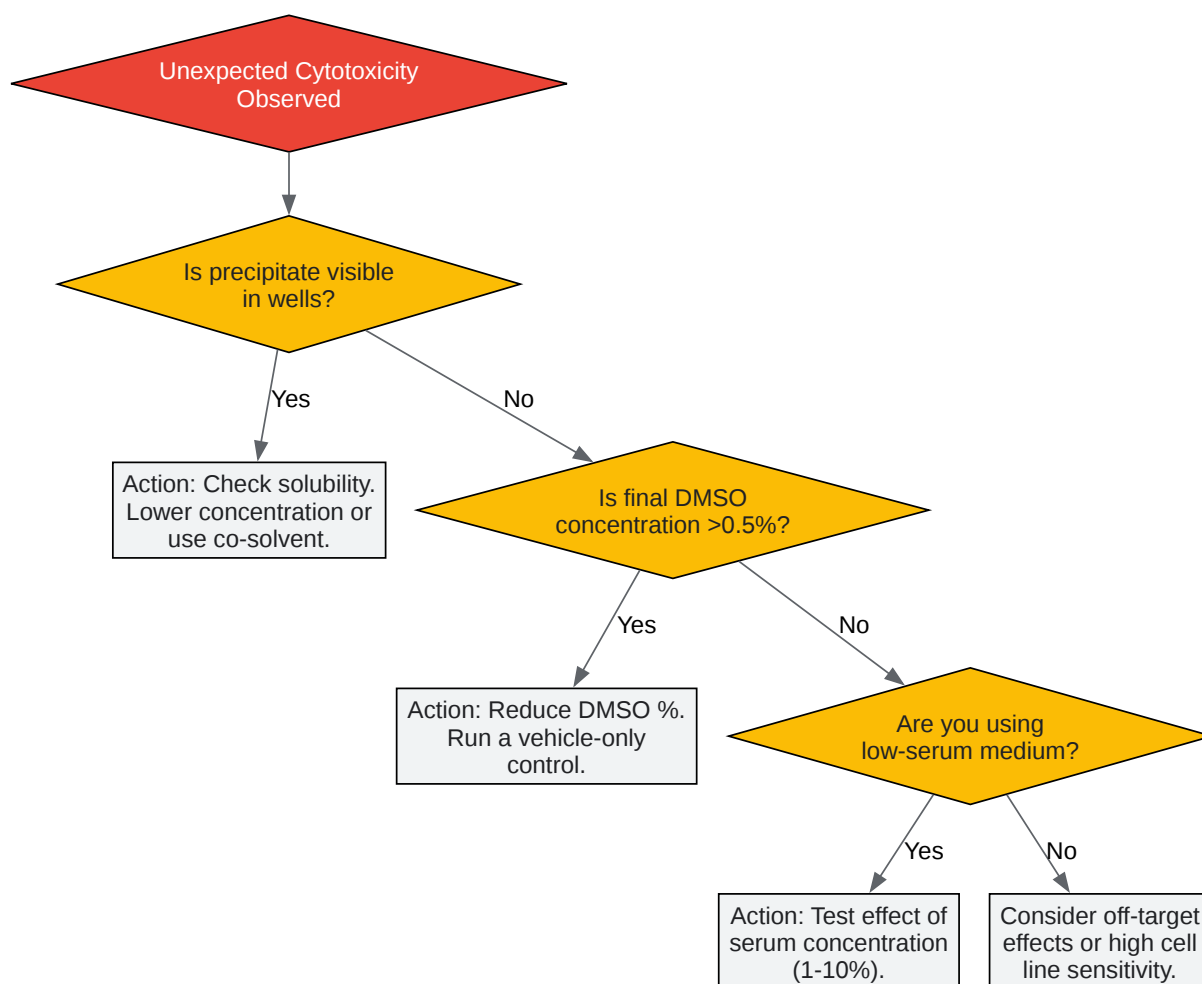 Unexpected Cytotoxicity
Observed
Is precipitate visible
in wells?
Yes
No
Action: Check solubility.
Lower concentration or
use co-solvent.
Is final DMSO
concentration >0.5%?
Yes
No
Action: Reduce DMSO %.
Run a vehicle-only
control.
Are you using
low-serum medium?
Yes
No
Action: Test effect of
serum concentration
(1-10%).
Consider off-target
effects or high cell
line sensitivity.